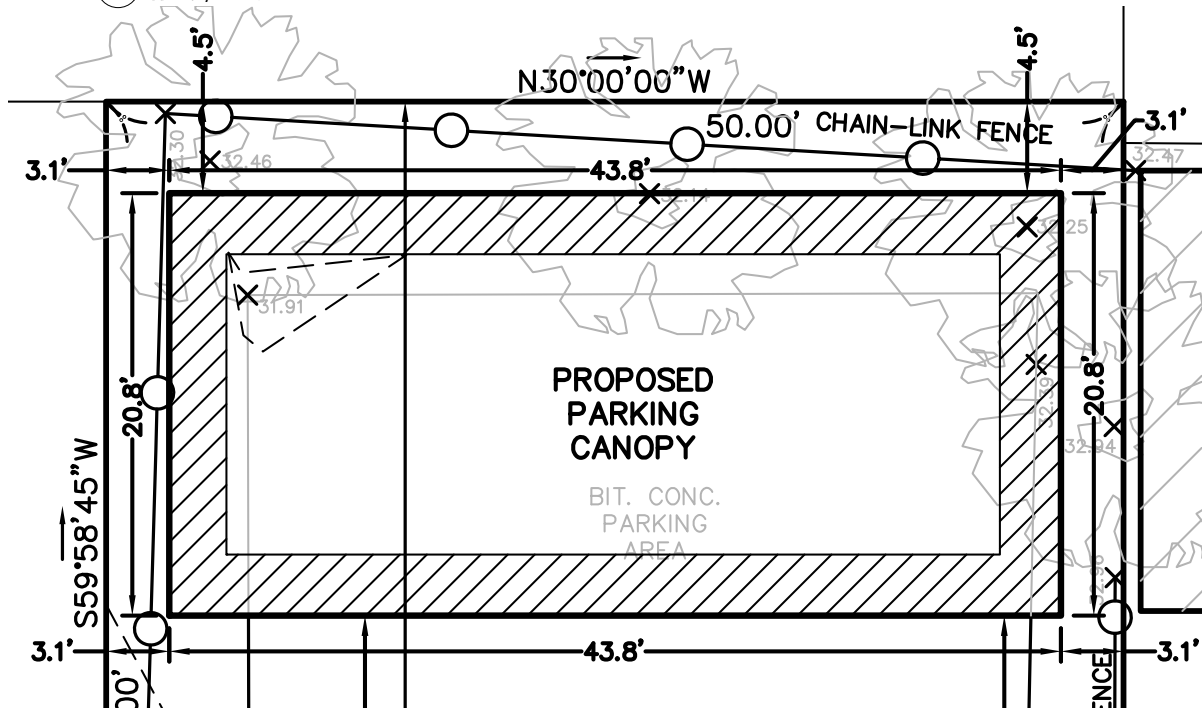 4.5'
4.5'
N30°00'00"W
50.00'
CHAIN-LINK FENCE
3.1'
3.1'
43.8'
32.46
32.47
31.91
20.8'
20.8'
PROPOSED
PARKING
CANOPY
BIT. CONC.
PARKING
AREA
32.39
32.94
S59°58'45"W
3.1'
43.8'
3.1'